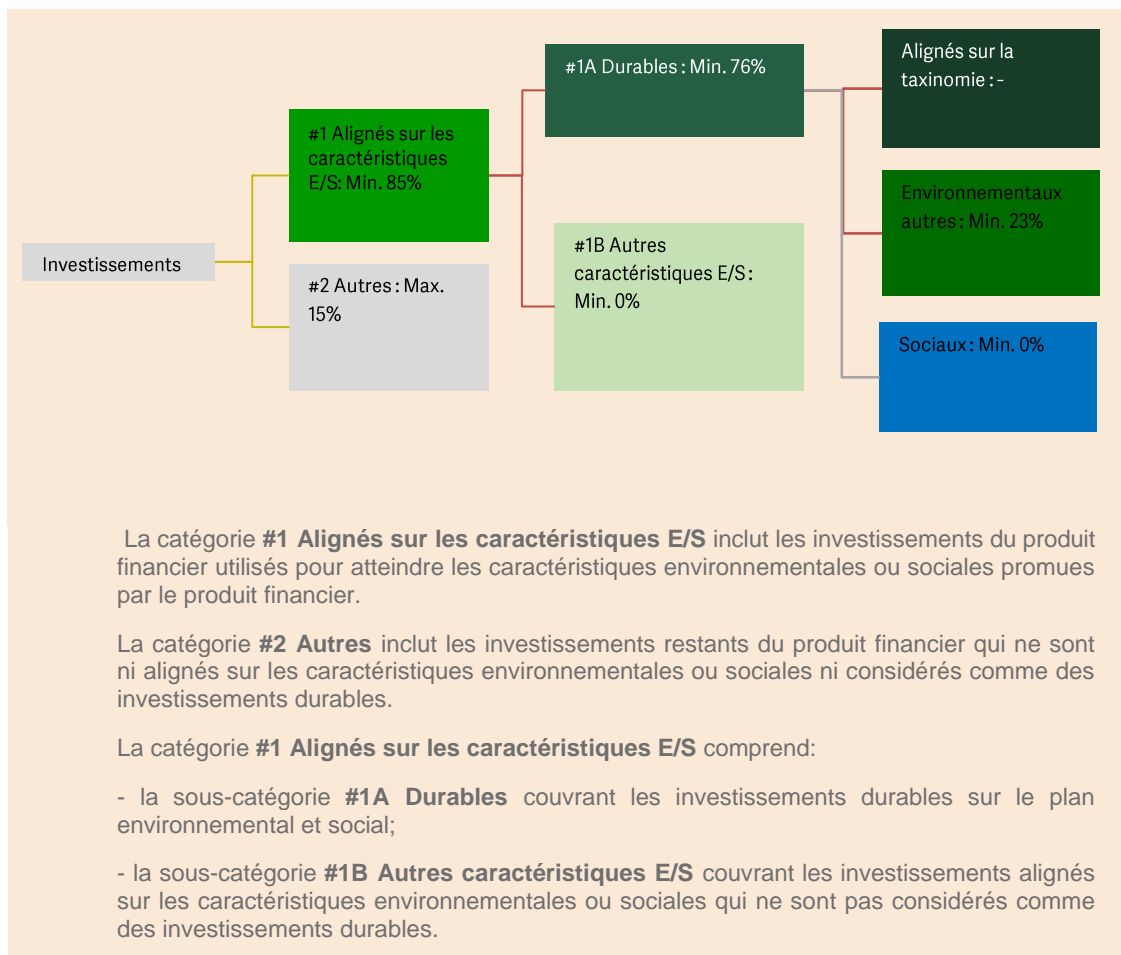 Investissements
#1 Alignés sur les
caractéristiques
E/S: Min. 85%
#2 Autres : Max.
15%
#1A Durables : Min. 76%
#1B Autres
caractéristiques E/S :
Min. 0%
Alignés sur la
taxinomie : -
Environnementaux
autres : Min. 23%
Sociaux : Min. 0%
La catégorie #1 Alignés sur les caractéristiques E/S inclut les investissements du produit
financier utilisés pour atteindre les caractéristiques environnementales ou sociales promues
par le produit financier.
La catégorie #2 Autres inclut les investissements restants du produit financier qui ne sont
ni alignés sur les caractéristiques environnementales ou sociales ni considérés comme des
investissements durables.
La catégorie #1 Alignés sur les caractéristiques E/S comprend:
- la sous-catégorie #1A Durables couvrant les investissements durables sur le plan
environnemental et social;
- la sous-catégorie #1B Autres caractéristiques E/S couvrant les investissements alignés
sur les caractéristiques environnementales ou sociales qui ne sont pas considérés comme
des investissements durables.